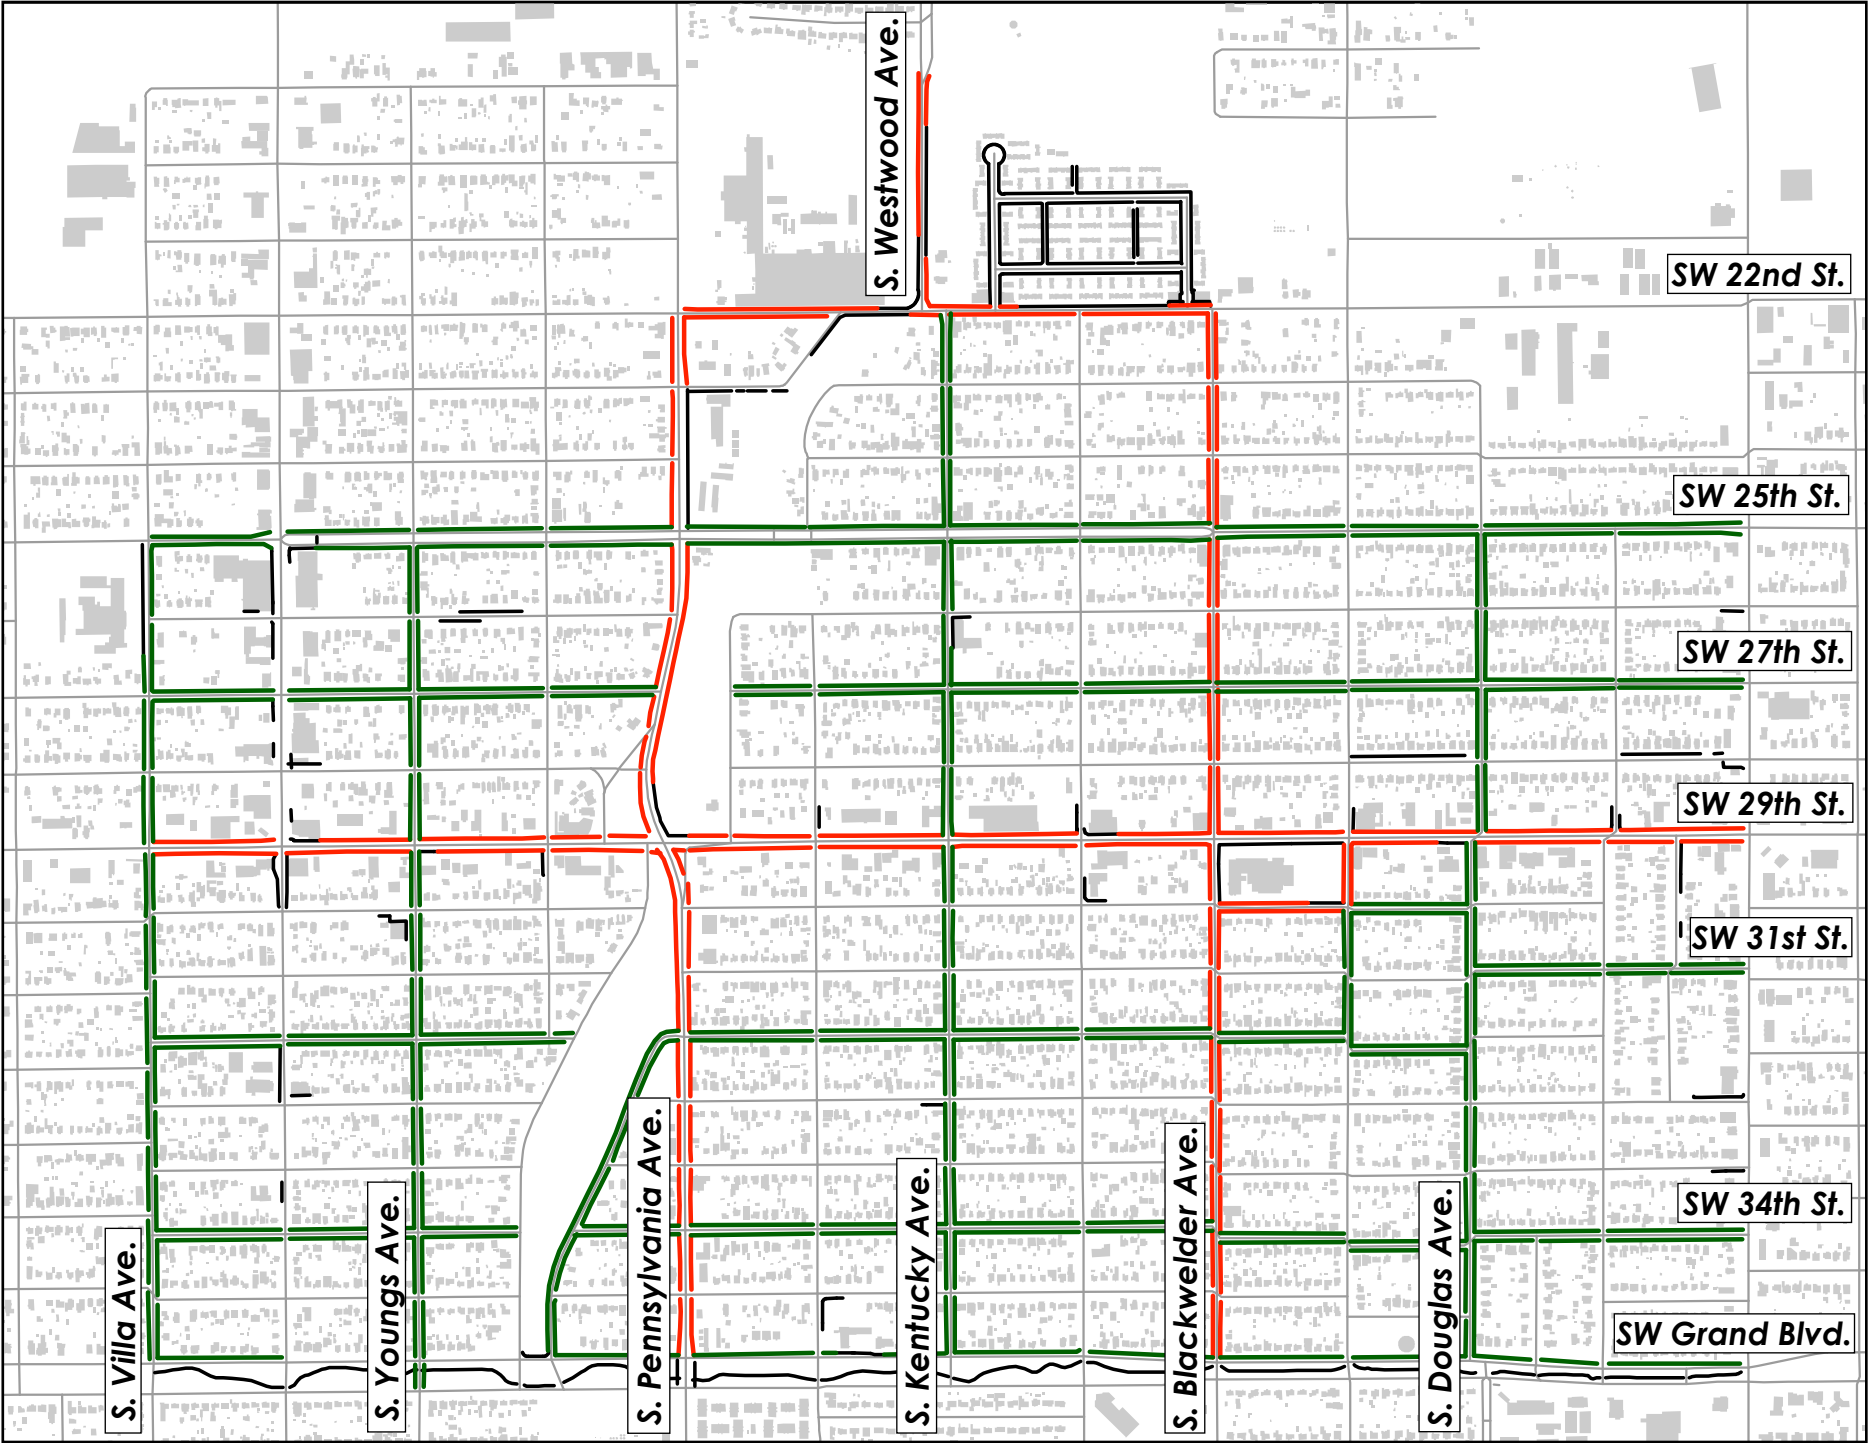 S. Westwood Ave.
SW 22nd St.
SW 25th St.
SW 27th St.
SW 29th St.
SW 31st St.
SW 34th St.
SW Grand Blvd.
S. Villa Ave.
S. Youngs Ave.
S. Pennsylvania Ave.
S. Kentucky Ave.
S. Blackwelder Ave.
S. Douglas Ave.